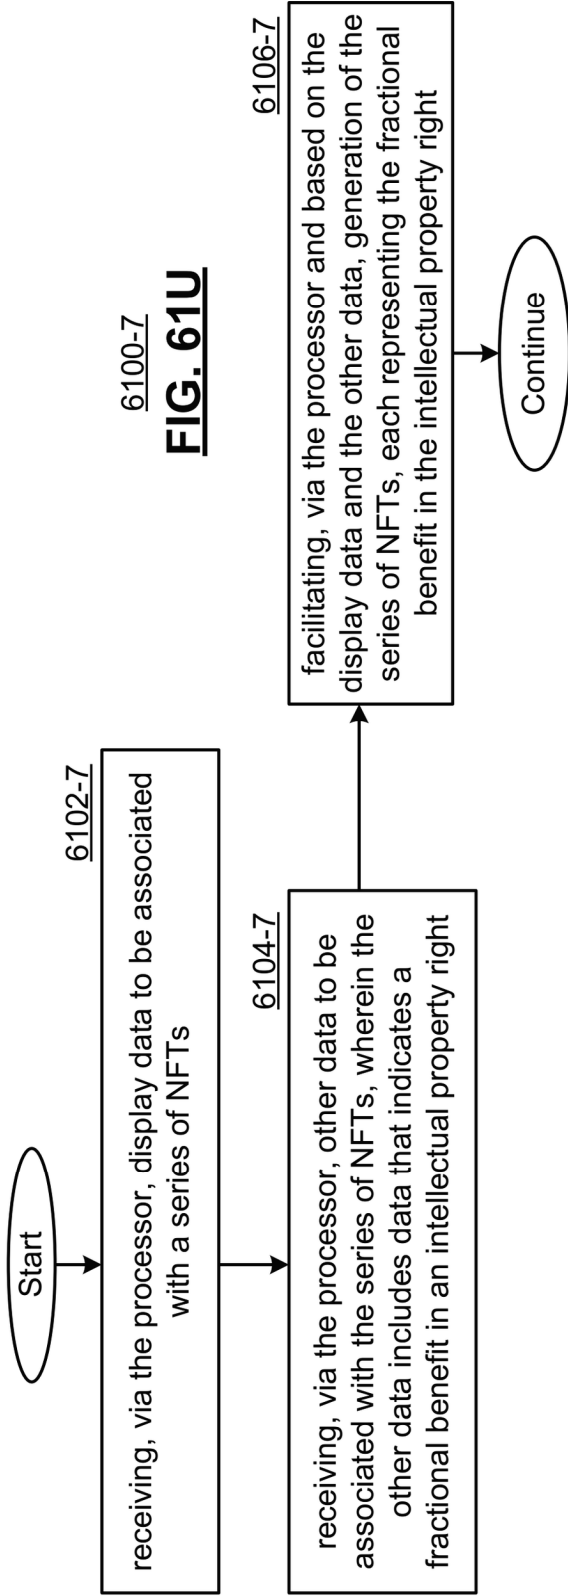 6100-7
FIG. 61U
Start
6102-7
receiving, via the processor, display data to be associated
with a series of NFTs
6104-7
receiving, via the processor, other data to be
associated with the series of NFTs, wherein the
other data includes data that indicates a
fractional benefit in an intellectual property right
6106-7
facilitating, via the processor and based on the
display data and the other data, generation of the
series of NFTs, each representing the fractional
benefit in the intellectual property right
Continue